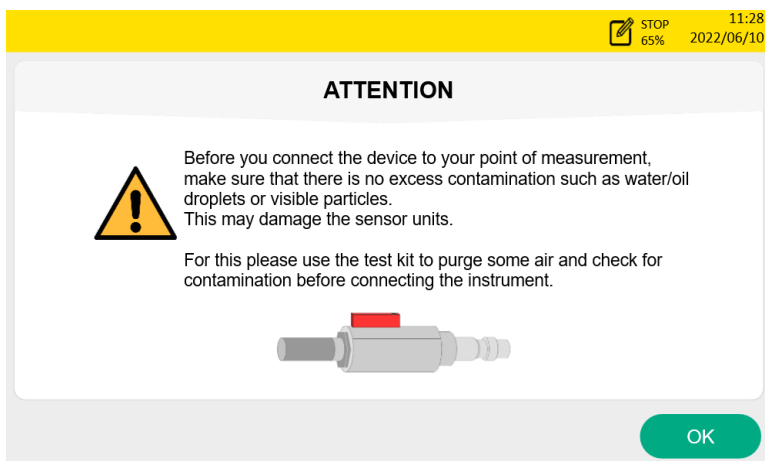 STOP
65%
11:28
2022/06/10
ATTENTION
Before you connect the device to your point of measurement,
make sure that there is no excess contamination such as water/oil
droplets or visible particles.
This may damage the sensor units.
For this please use the test kit to purge some air and check for
contamination before connecting the instrument.
OK